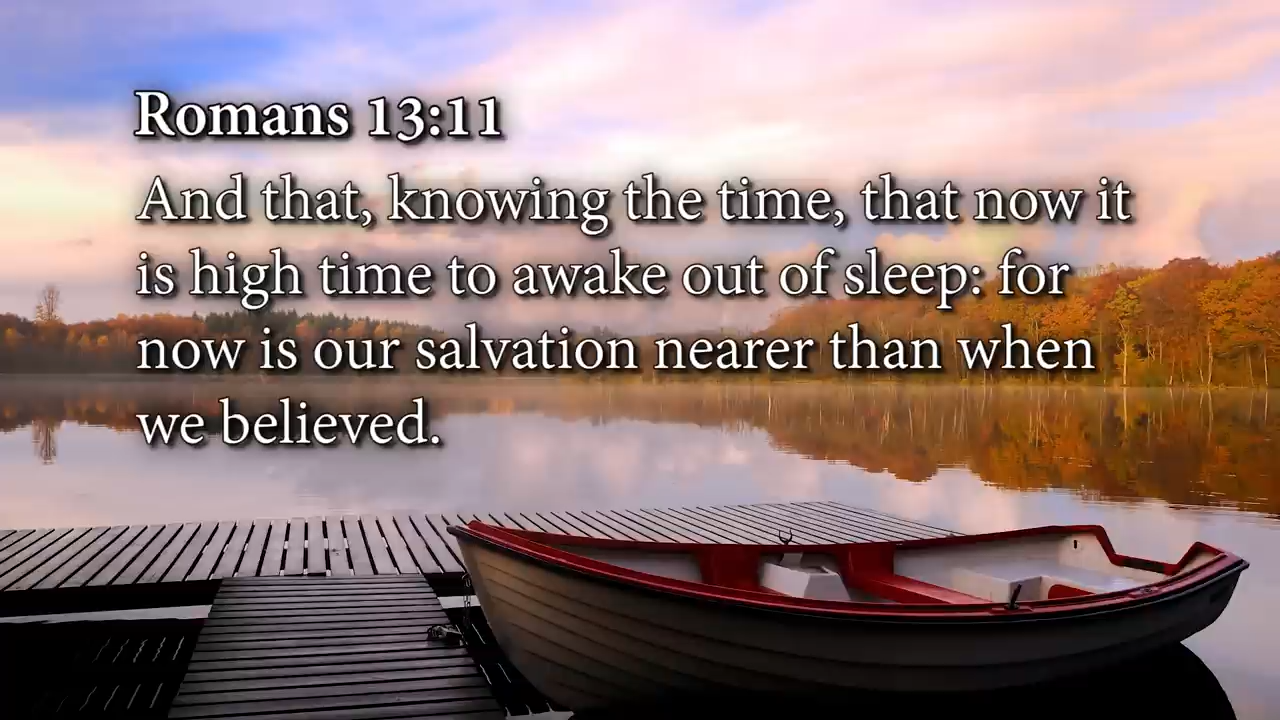 Romans 13:11
And that, knowing the time, that now it
is high time to awake out of sleep: for
now is our salvation nearer than when
we believed.